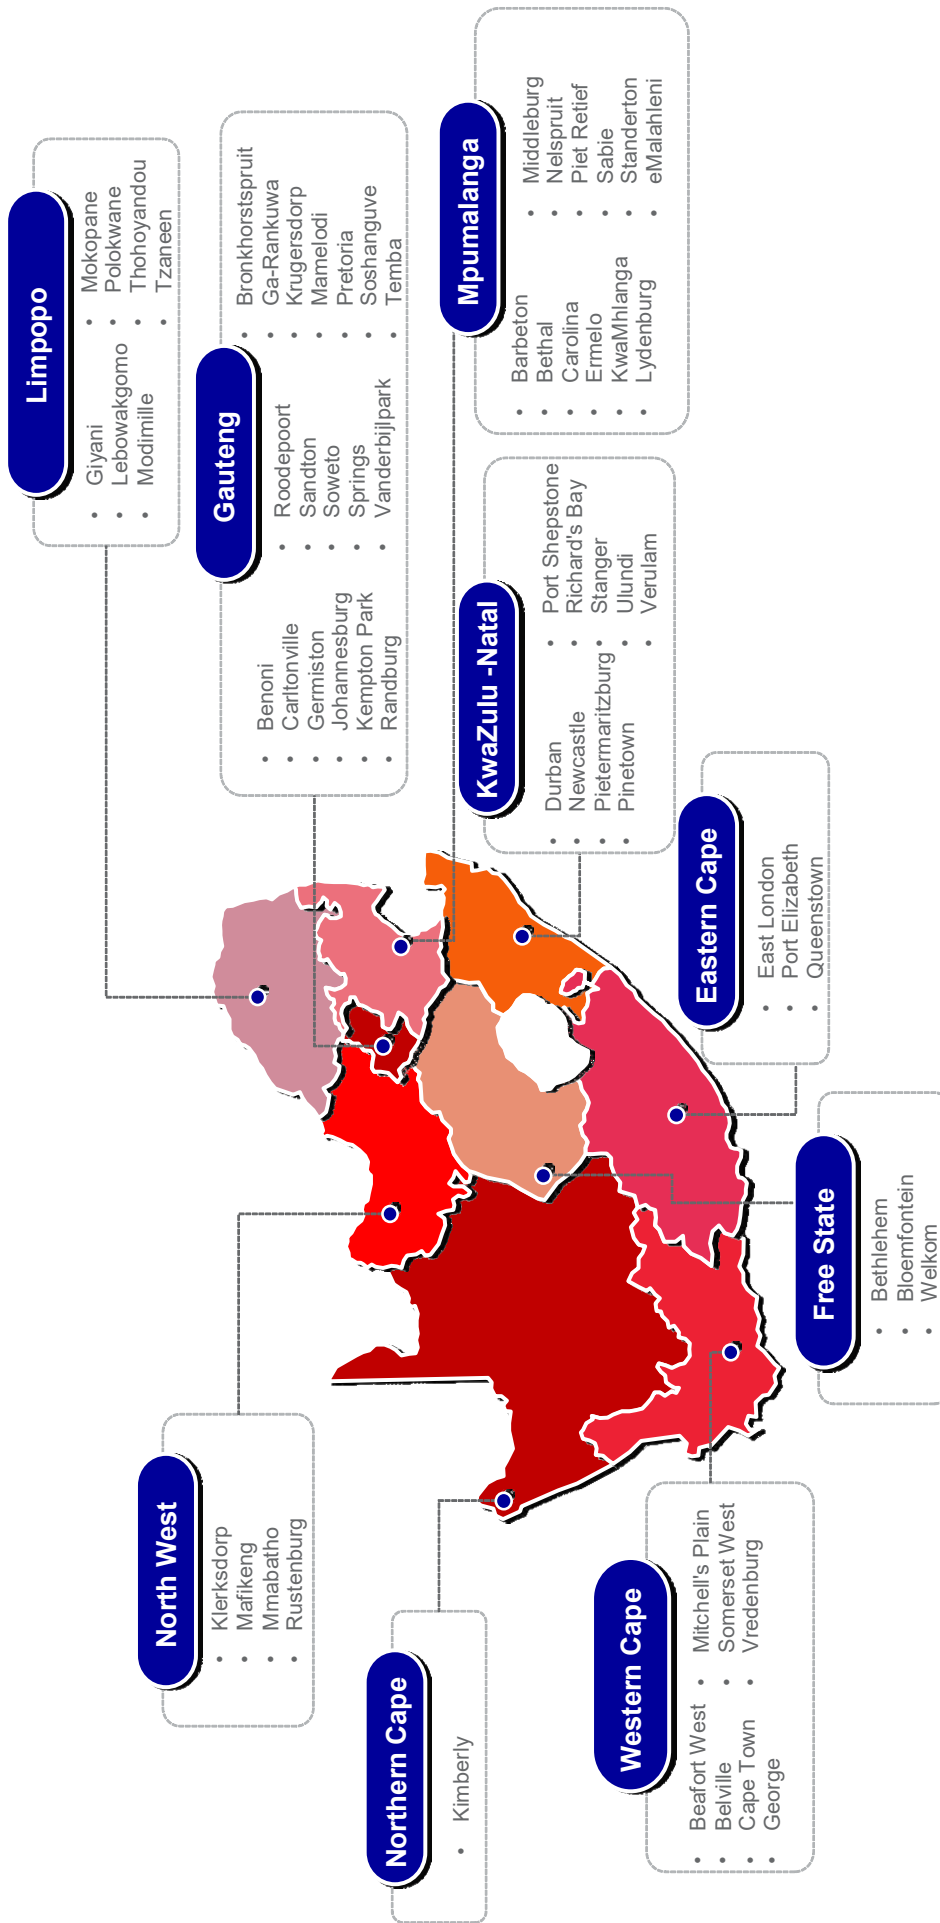 Limpopo
Giyani
Lebowakgomo
Modimille
Mokopane
Polokwane
Thohoyandou
Tzaneen
North West
Klerksdorp
Mafikeng
Mmabatho
Rustenburg
Gauteng
Benoni
Carltonville
Germiston
Johannesburg
Kempton Park
Randburg
Roodepoort
Sandton
Soweto
Springs
Vanderbijlpark
Bronkhorstspruit
Ga-Rankuwa
Krugersdorp
Mamelodi
Pretoria
Soshanguve
Temba
Northern Cape
Kimberly
KwaZulu -Natal
Durban
Newcastle
Pietermaritzburg
Pinetown
Port Shepstone
Richard's Bay
Stanger
Ulundi
Verulam
Mpumalanga
Barbeton
Bethal
Carolina
Ermelo
KwaMhlanga
Lydenburg
Middleburg
Nelspruit
Piet Retief
Sabie
Standerton
eMalahleni
Western Cape
Beafort West
Belville
Cape Town
George
Mitchell's Plain
Somerset West
Vredenburg
Eastern Cape
East London
Port Elizabeth
Queenstown
Free State
Bethlehem
Bloemfontein
Welkom